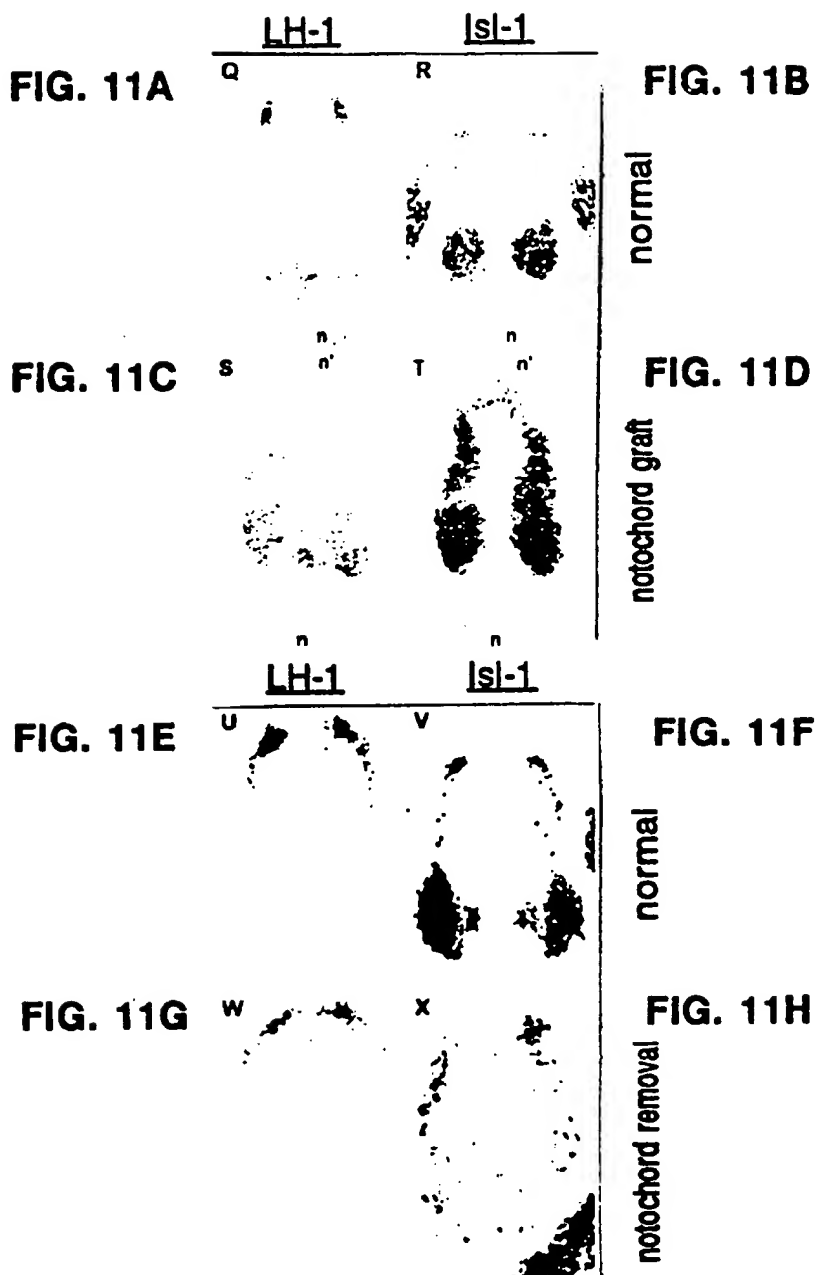 LH-1 Isl-1
FIG. 11A Q R FIG. 11B
normal
n n
FIG. 11C S n' T n' FIG. 11D
notochord graft
n n
LH-1 Isl-1
FIG. 11E U V FIG. 11F
normal
FIG. 11G W X FIG. 11H
notochord removal